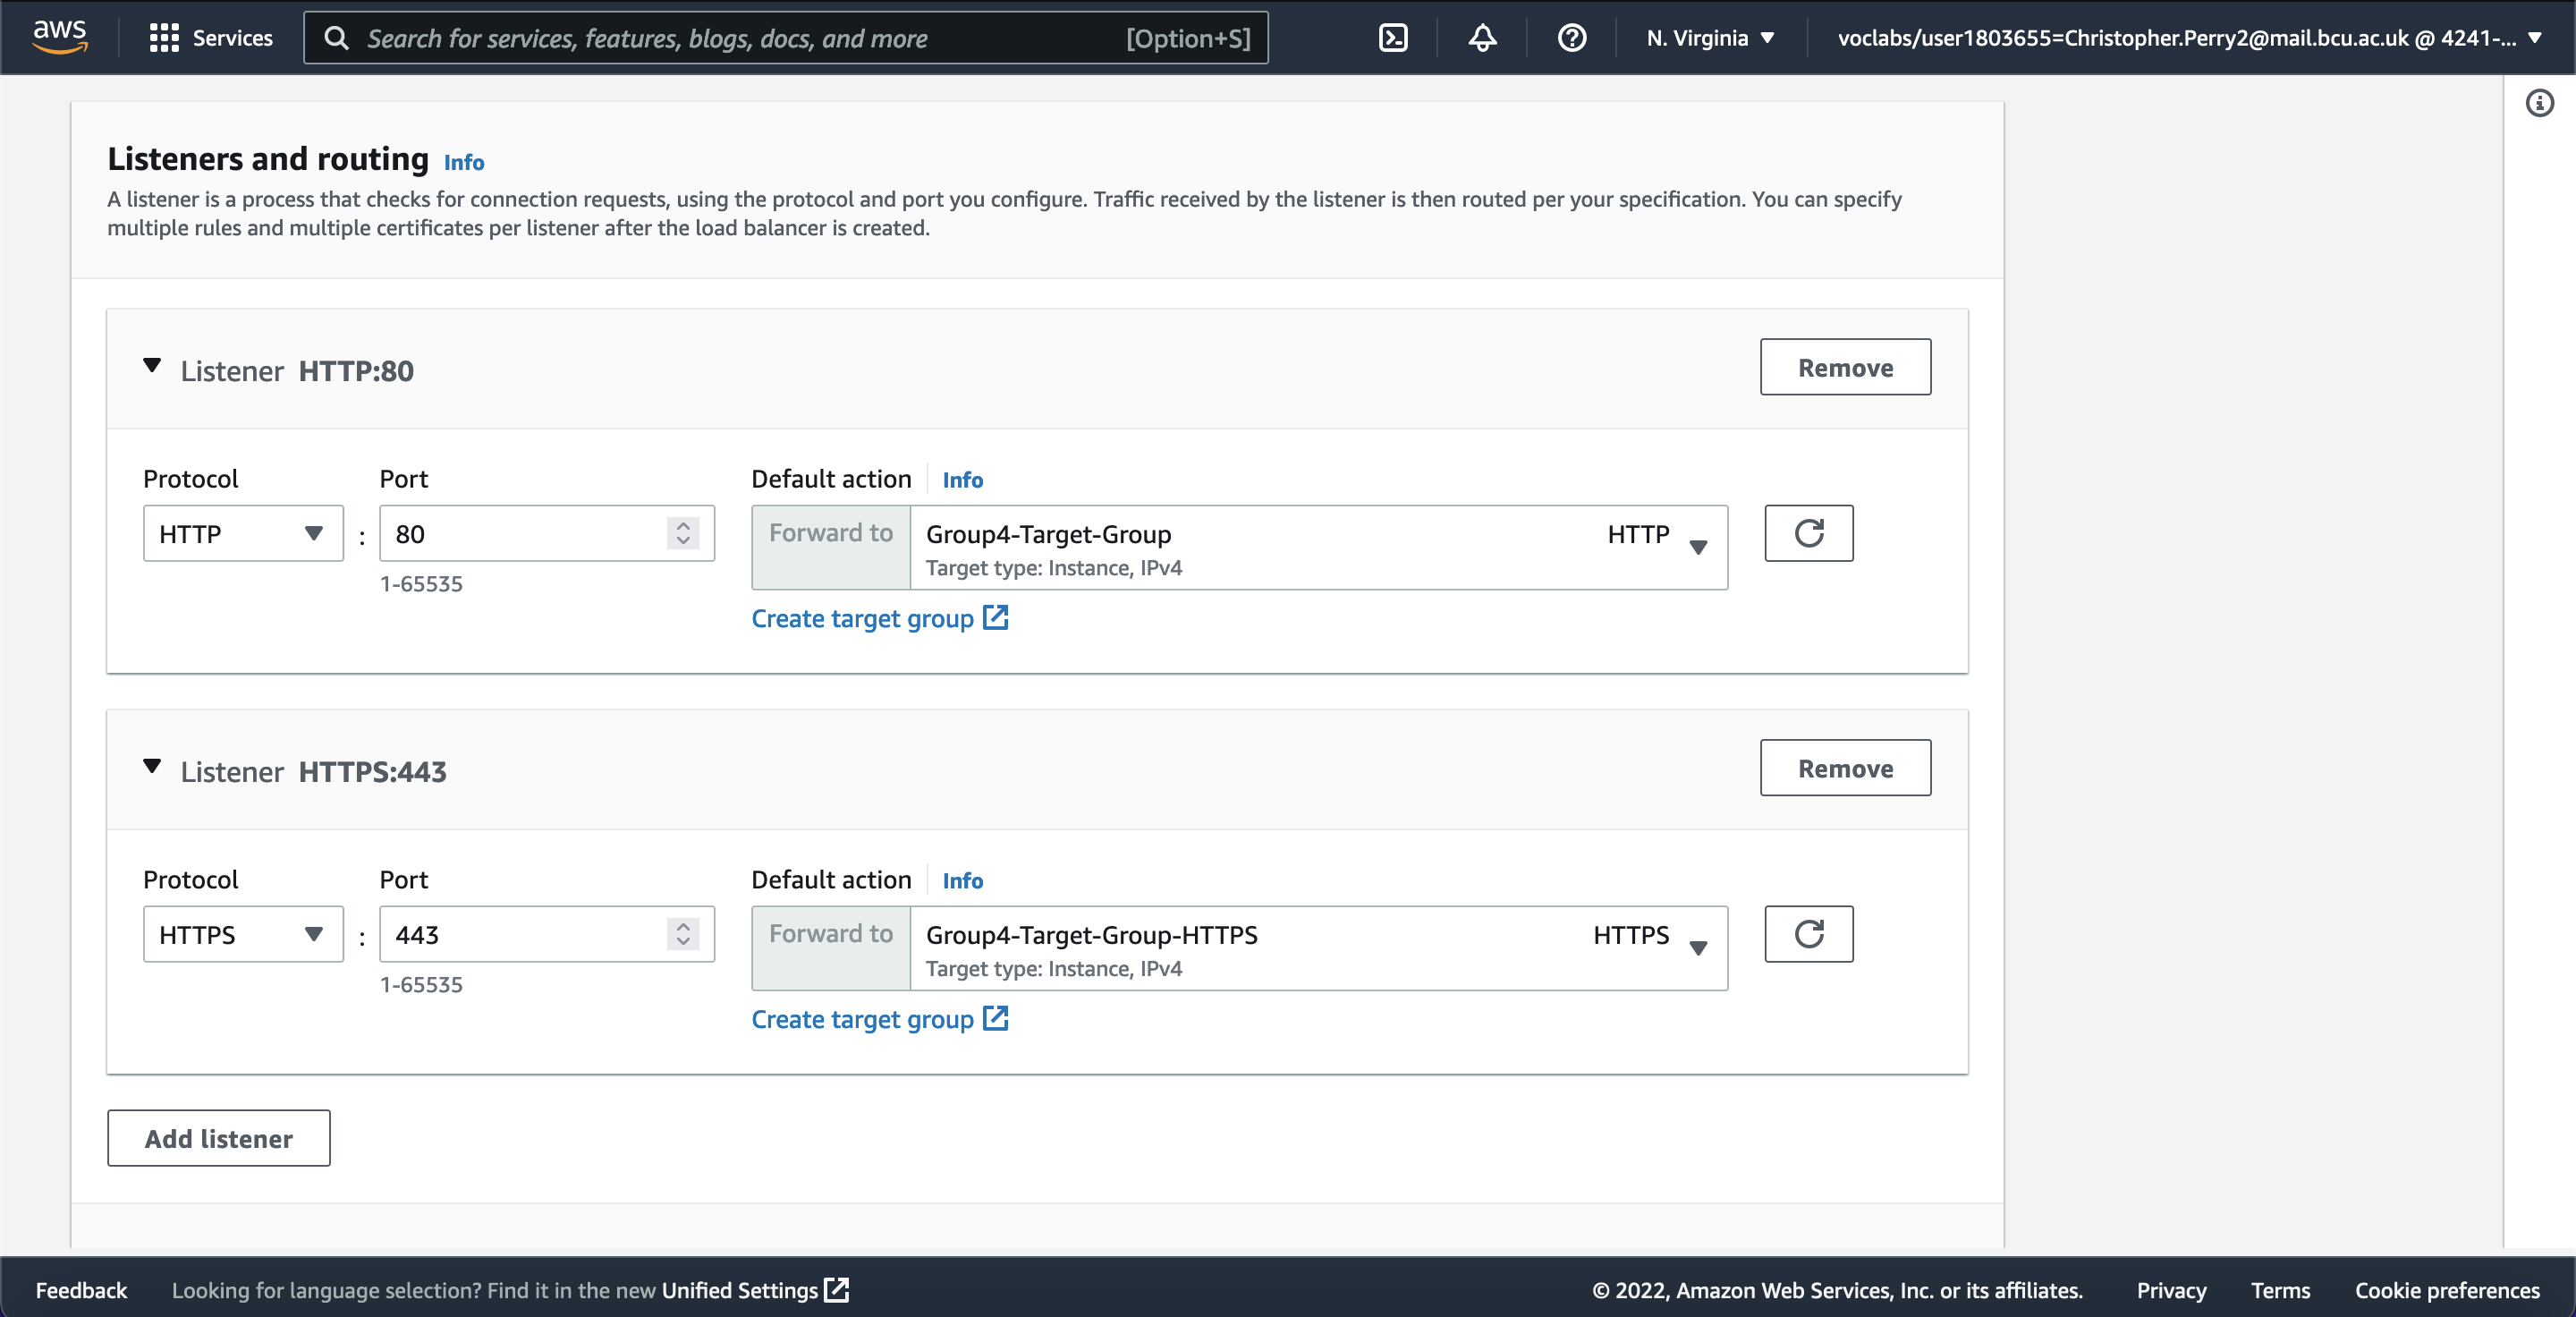 aws Services Search for services, features, blogs, docs, and more [Option+S] N. Virginia voclabs/user1803655=Christopher.Perry2@mail.bcu.ac.uk @ 4241-...
Listeners and routing Info
A listener is a process that checks for connection requests, using the protocol and port you configure. Traffic received by the listener is then routed per your specification. You can specify
multiple rules and multiple certificates per listener after the load balancer is created.
Listener HTTP:80 Remove
Protocol Port Default action Info
HTTP : 80 Forward to Group4-Target-Group HTTP
Target type: Instance, IPv4
1-65535
Create target group
Listener HTTPS:443 Remove
Protocol Port Default action Info
HTTPS : 443 Forward to Group4-Target-Group-HTTPS HTTPS
Target type: Instance, IPv4
1-65535
Create target group
Add listener
Feedback Looking for language selection? Find it in the new Unified Settings © 2022, Amazon Web Services, Inc. or its affiliates. Privacy Terms Cookie preferences